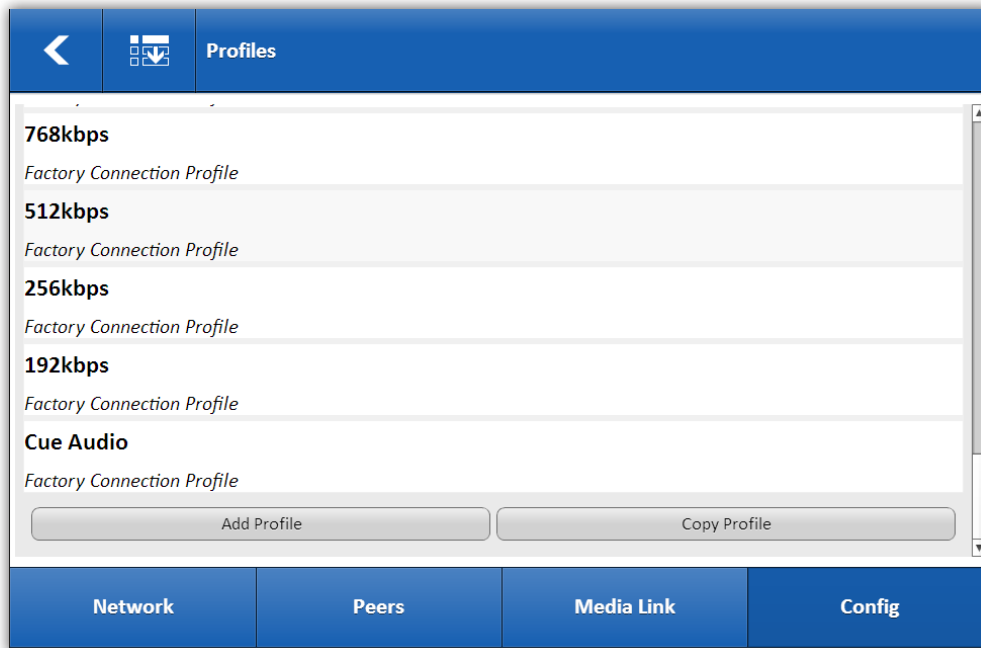 Profiles
768kbps
Factory Connection Profile
512kbps
Factory Connection Profile
256kbps
Factory Connection Profile
192kbps
Factory Connection Profile
Cue Audio
Factory Connection Profile
Add Profile Copy Profile
Network Peers Media Link Config